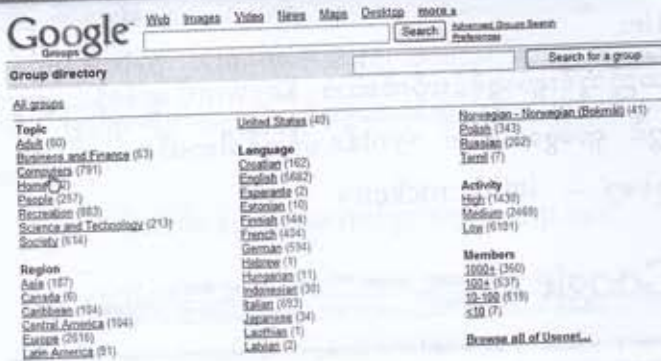 Google
Groups
Web Images Video News Maps Desktop more »
Search
Advanced Groups Search
Preferences
Group directory
Search for a group
All groups
Topic
Adult (60)
Business and Finance (53)
Computers (791)
People (257)
Recreation (883)
Science and Technology (213)
Society (614)
Region
Asia (187)
Canada (6)
Caribbean (104)
Central America (104)
Europe (2616)
Latin America (91)
United States (40)
Language
Croatian (162)
English (5682)
Esperanto (2)
Estonian (10)
Finnish (144)
French (404)
German (594)
Hebrew (1)
Hungarian (11)
Indonesian (30)
Italian (693)
Japanese (34)
Laothian (1)
Latvian (2)
Norwegian - Norwegian (Bokmål) (41)
Polish (343)
Russian (202)
Tamil (7)
Activity
High (1430)
Medium (2469)
Low (6101)
Members
1000+ (360)
100+ (537)
10-100 (619)
<10 (7)
Browse all of Usenet...